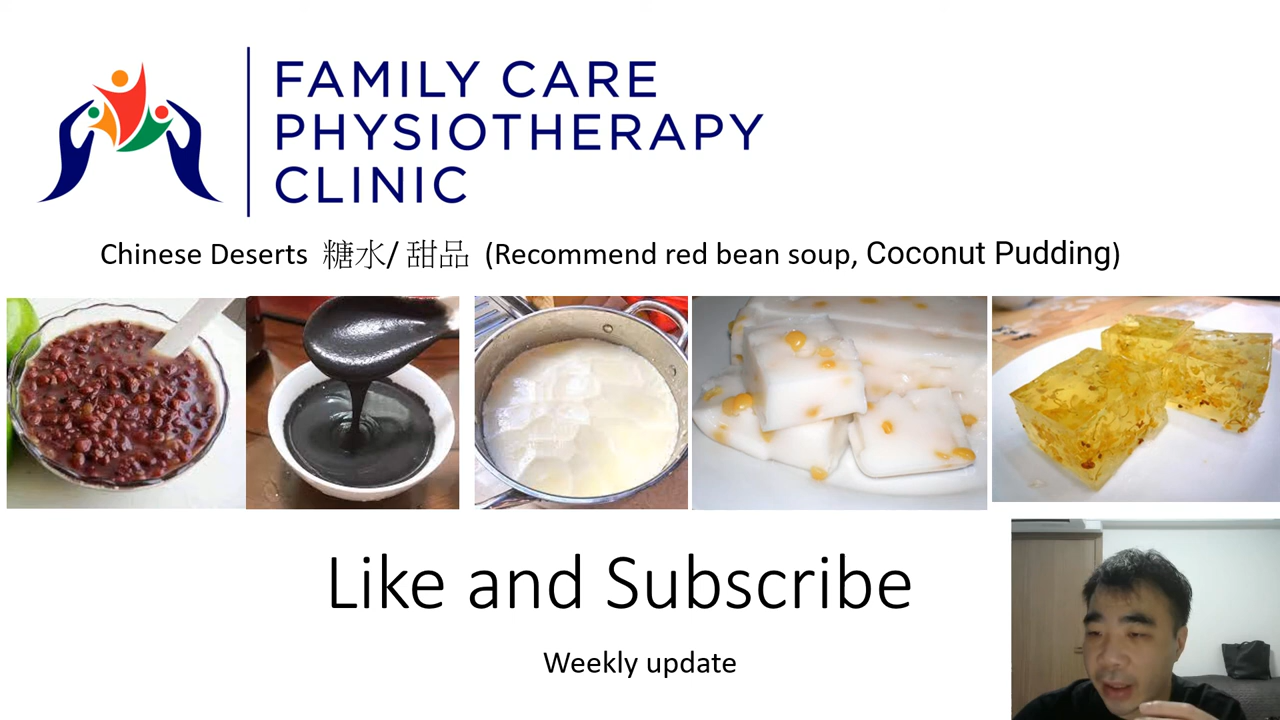 FAMILY CARE
PHYSIOTHERAPY
CLINIC
Chinese Deserts 糖水/ 甜品 (Recommend red bean soup, Coconut Pudding)
Like and Subscribe
Weekly update